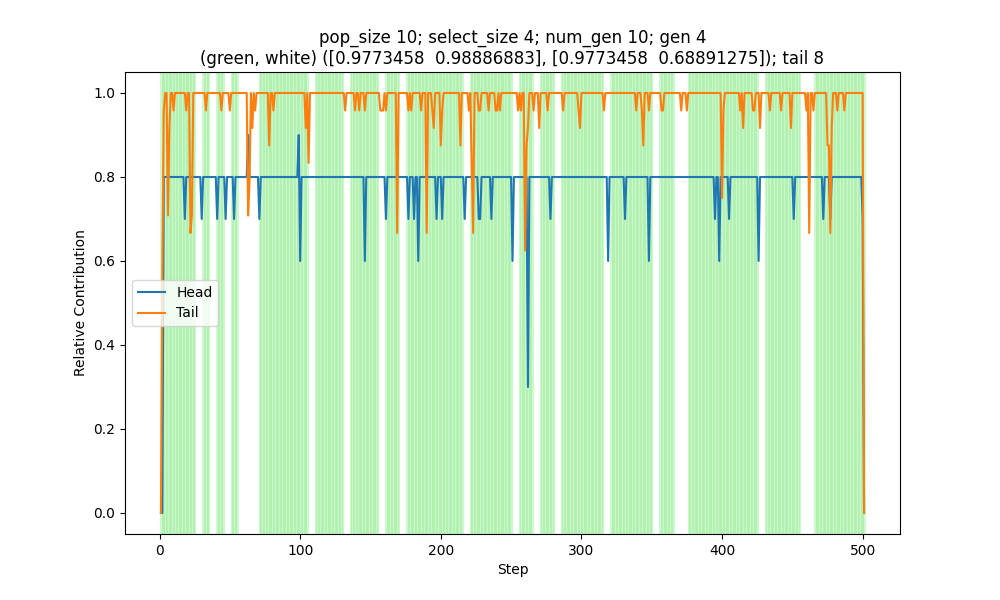 pop_size 10; select_size 4; num_gen 10; gen 4
(green, white) ([0.9773458  0.98886883], [0.9773458  0.68891275]); tail 8
Relative Contribution
1.0
0.8
0.6
0.4
0.2
0.0
Head
Tail
0
100
200
300
400
500
Step